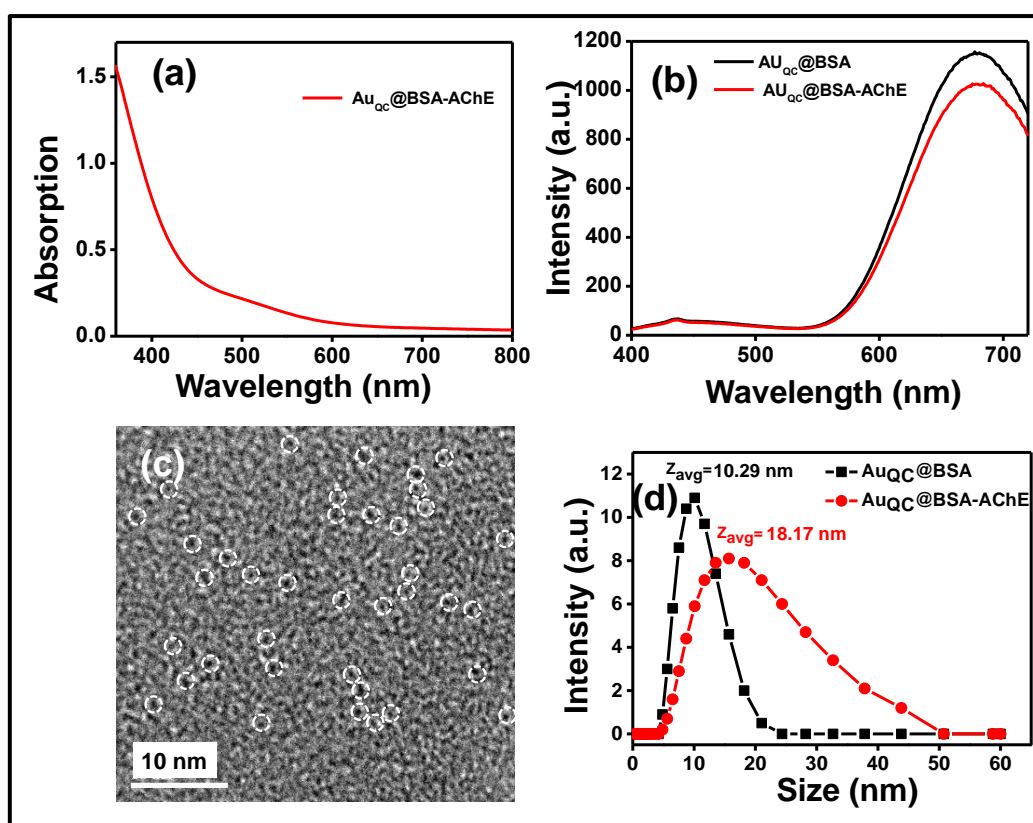 (a)
Au_QC@BSA-AChE
1.5
1.0
0.5
0.0
Absorption
400 500 600 700 800
Wavelength (nm)
(b)
AU_QC@BSA
AU_QC@BSA-AChE
1200
1000
800
600
400
200
0
Intensity (a.u.)
400 500 600 700
Wavelength (nm)
(c)
10 nm
(d)
Z_avg=10.29 nm
Z_avg= 18.17 nm
Au_QC@BSA
Au_QC@BSA-AChE
12
10
8
6
4
2
0
Intensity (a.u.)
0 10 20 30 40 50 60
Size (nm)